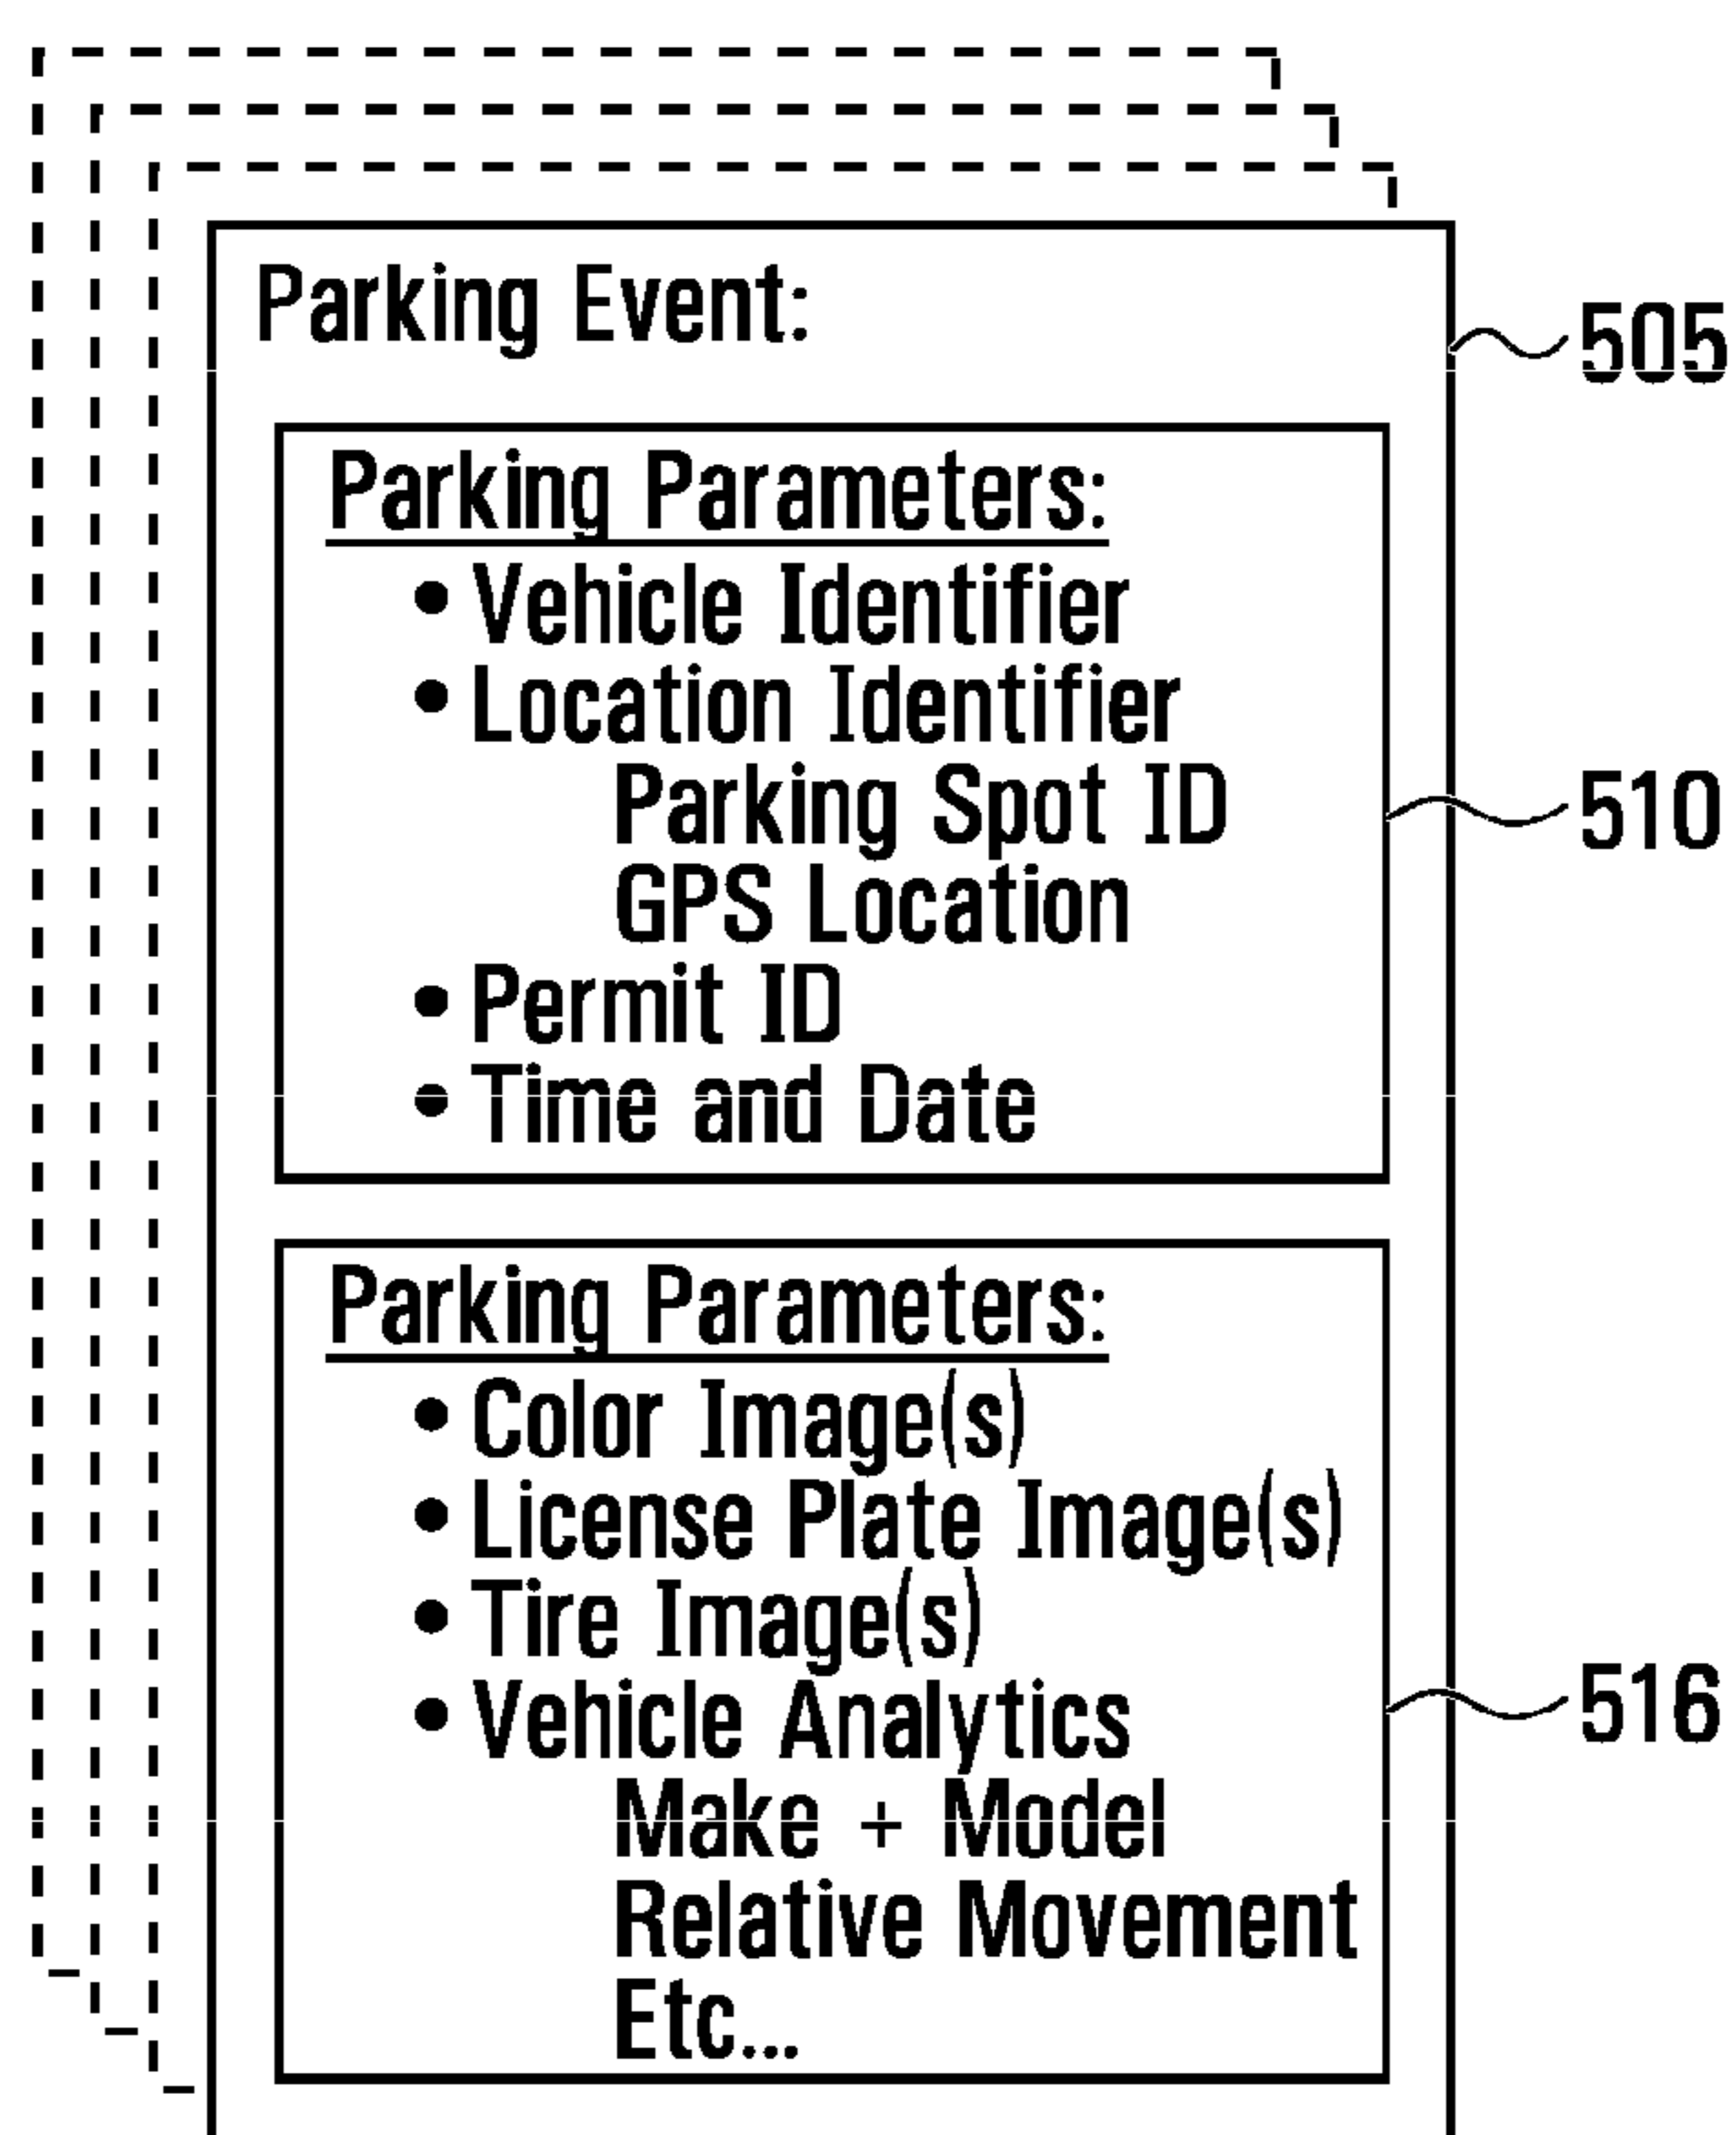 Parking Event:
505
Parking Parameters:
• Vehicle Identifier
• Location Identifier
Parking Spot ID
510
GPS Location
• Permit ID
• Time and Date
Parking Parameters:
• Color Image(s)
• License Plate Image(s)
• Tire Image(s)
• Vehicle Analytics
516
Make + Model
Relative Movement
Etc...